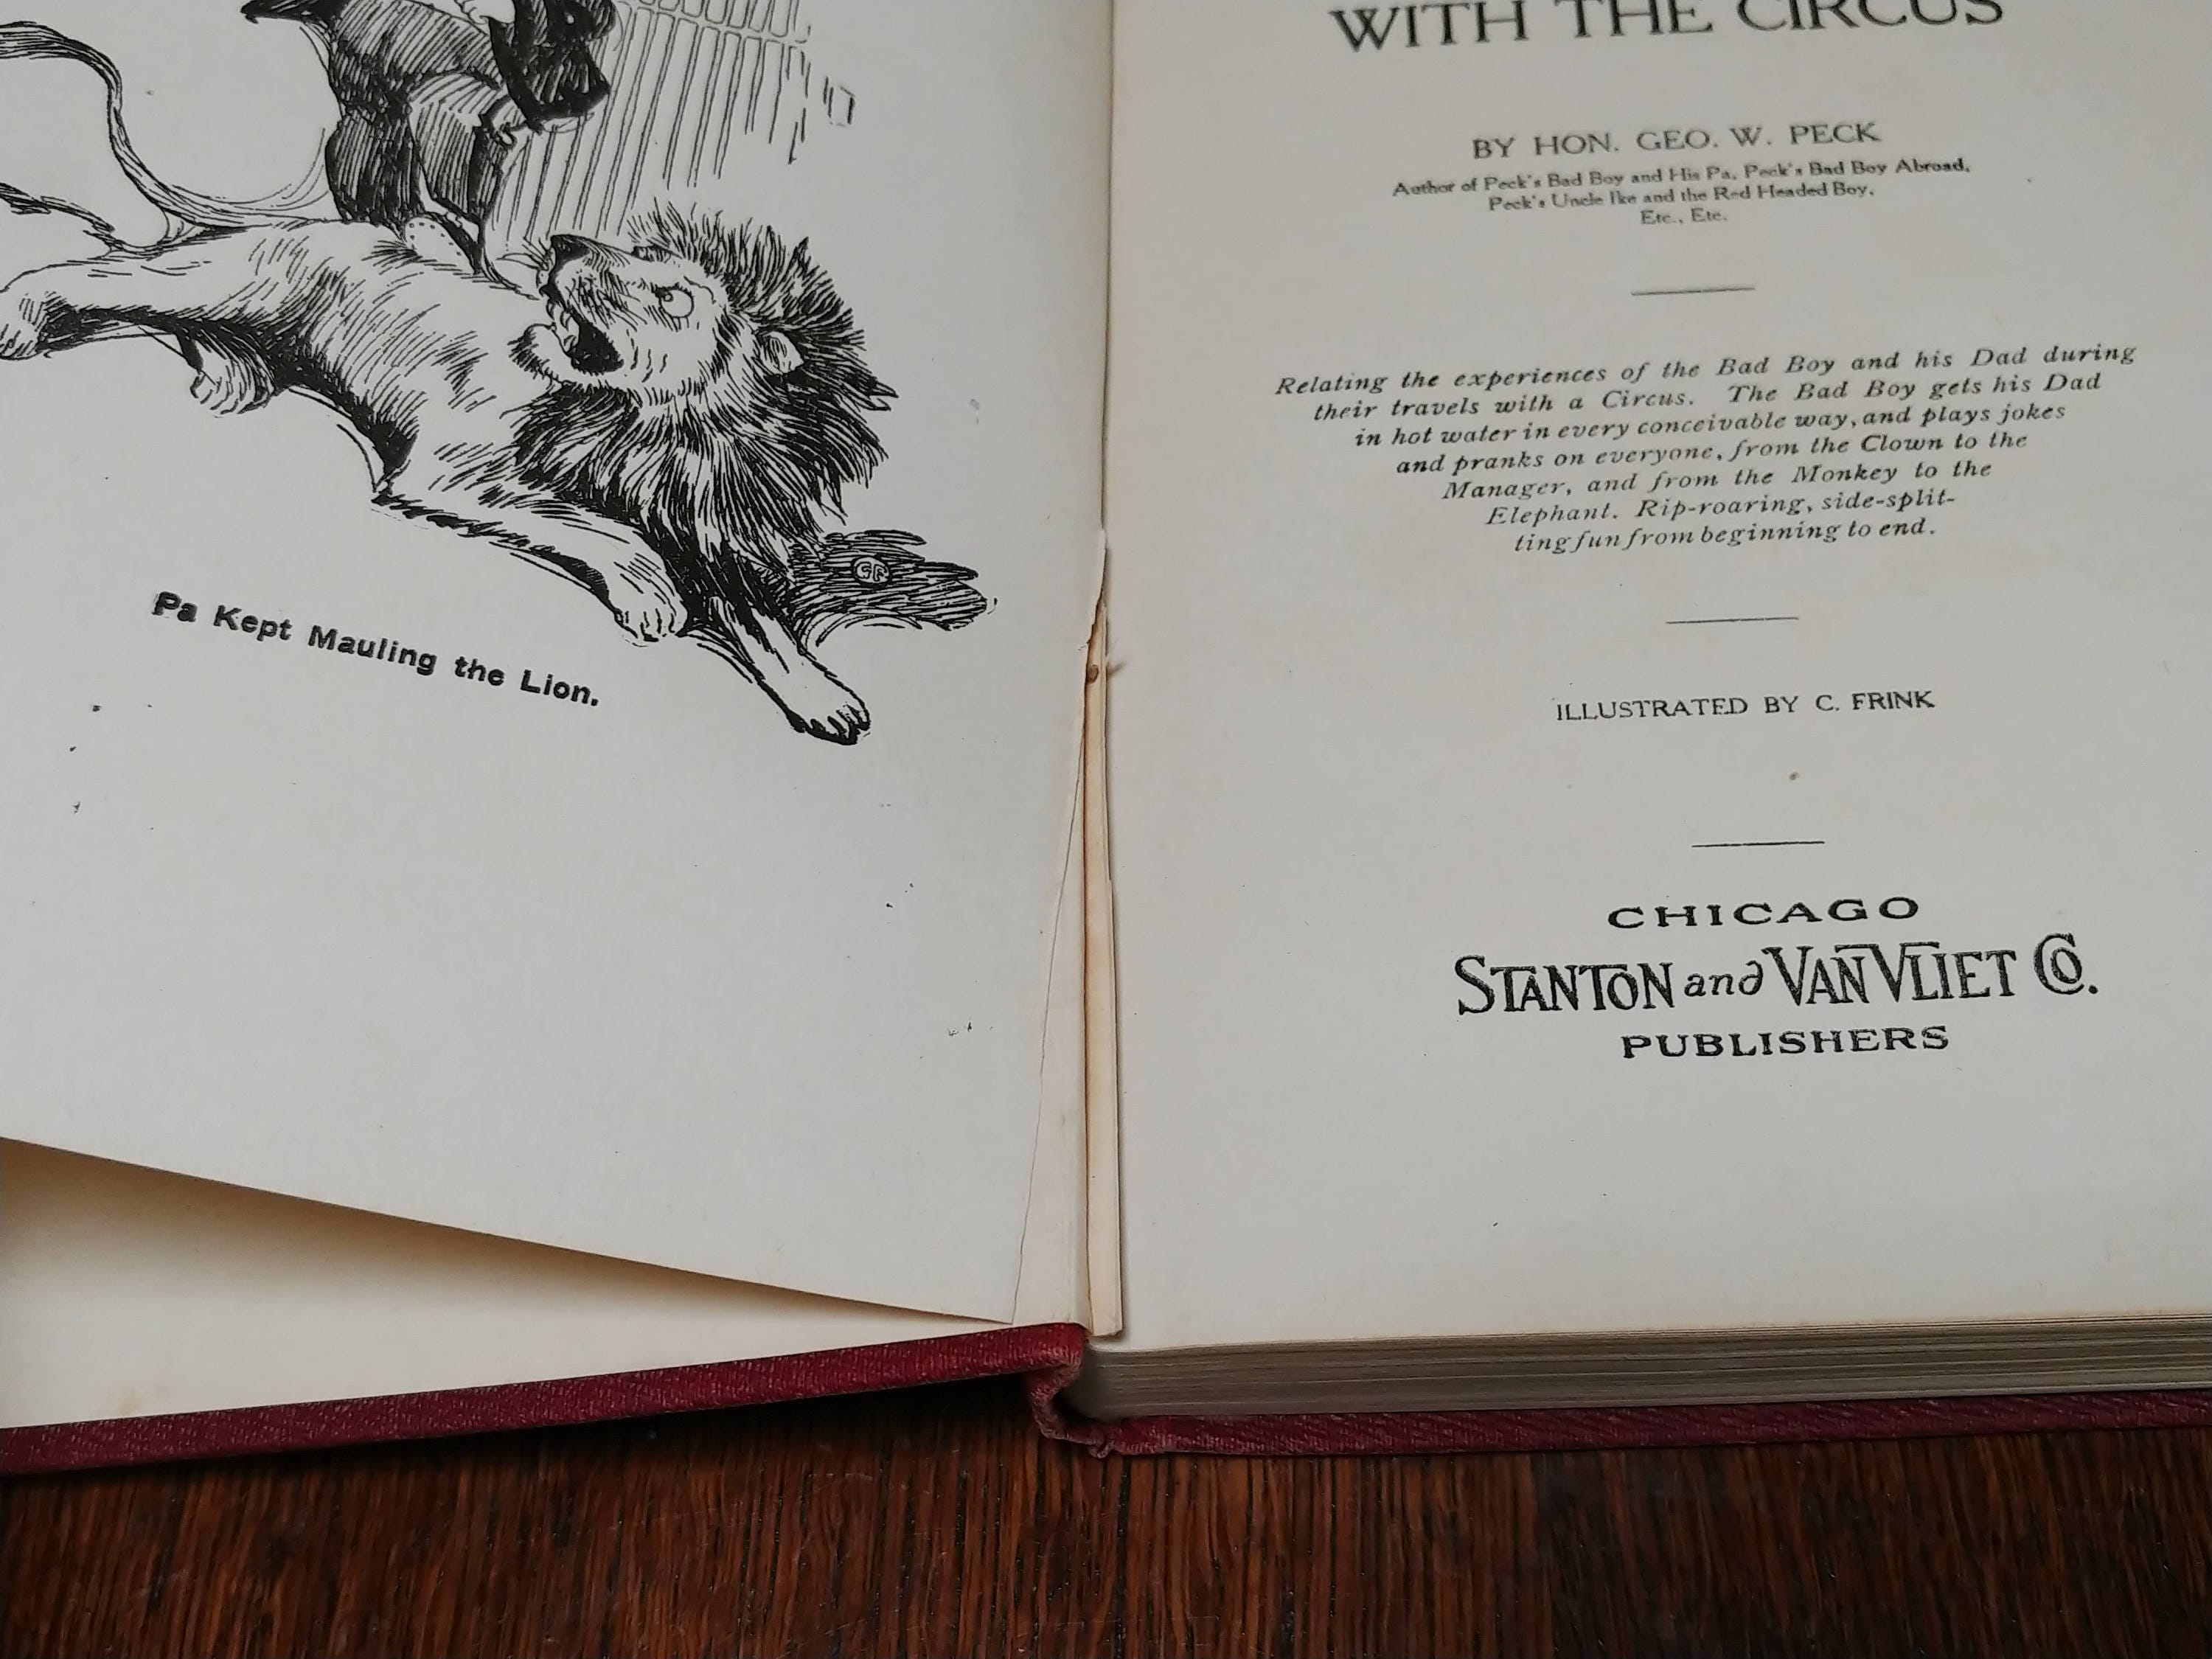 Pa Kept Mauling the Lion.
WITH THE CIRCUS
BY HON. GEO. W. PECK
Author of Peck's Bad Boy and His Pa, Peck's Bad Boy Abroad,
Peck's Uncle Ike and the Red Headed Boy,
Etc., Etc.
Relating the experiences of the Bad Boy and his Dad during
their travels with a Circus. The Bad Boy gets his Dad
in hot water in every conceivable way, and plays jokes
and pranks on everyone, from the Clown to the
Manager, and from the Monkey to the
Elephant. Rip-roaring, side-split-
ting fun from beginning to end.
ILLUSTRATED BY C. FRINK
CHICAGO
STANTON and VAN VLIET CO.
PUBLISHERS